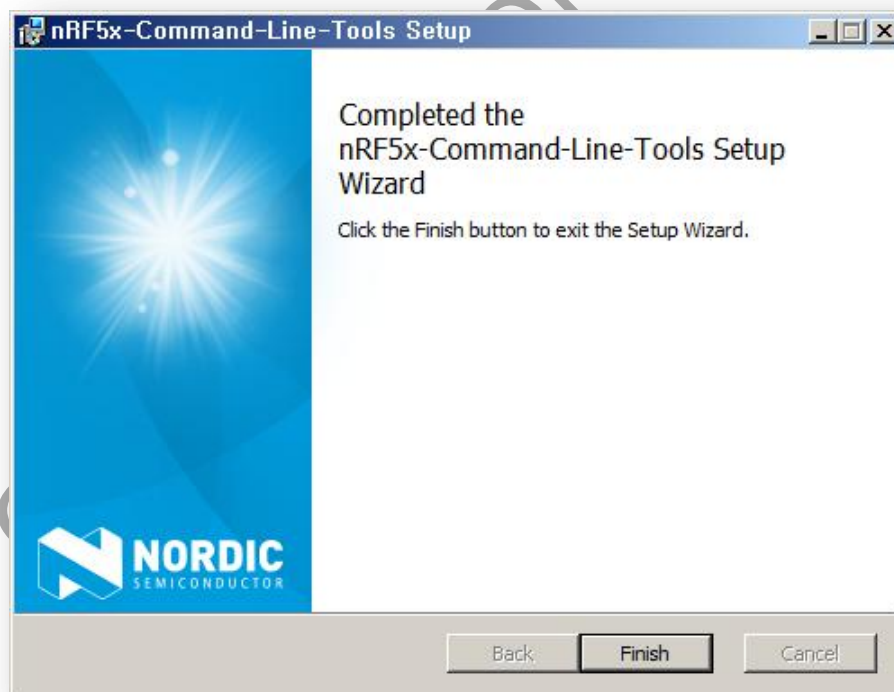 nRF5x-Command-Line-Tools Setup
Completed the
nRF5x-Command-Line-Tools Setup
Wizard
Click the Finish button to exit the Setup Wizard.
NORDIC
SEMICONDUCTOR
Back
Finish
Cancel